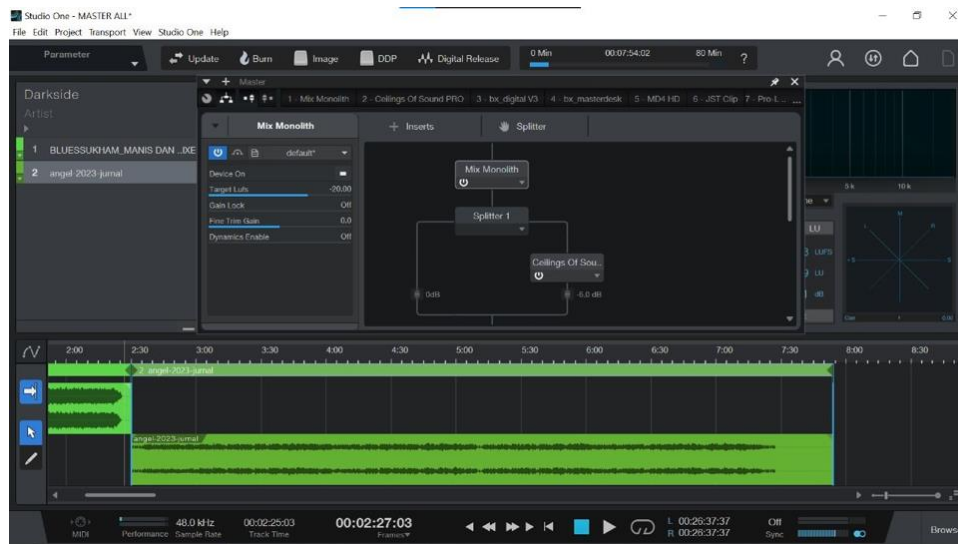 Studio One - MASTER ALL*
File Edit Project Transport View Studio One Help
Parameter Update Burn Image DDP Digital Release 0 Min 00:07:54:02 80 Min ?
Master
1 - Mix Monolith 2 - Ceilings Of Sound PRO 3 - bx_digital V3 4 - bx_masterdesk 5 - MD4 HD 6 - JST Clip 7 - Pro-L ...
Darkside
Artist
1 BLUESSUKHAM_MANIS DAN ..IXE
2 angel-2023-jurnal
Mix Monolith Inserts Splitter
default*
Device On
Target Lufs -20.00
Gain Lock Off
Fine Trim Gain 0.0
Dynamics Enable Off
Mix Monolith
Splitter 1
Ceilings Of Sou...
0dB -6.0 dB
5 k 10 k
LU
LUFS
LU
dB
M
L R
+S -S
2:00 2:30 3:00 3:30 4:00 4:30 5:00 5:30 6:00 6:30 7:00 7:30 8:00 8:30
2 angel-2023-jurnal
angel-2023-jurnal
MIDI Performance 48.0 kHz Sample Rate 00:02:25:03 Track Time 00:02:27:03 Frames L 00:26:37:37 R 00:26:37:37 Off Sync Brows